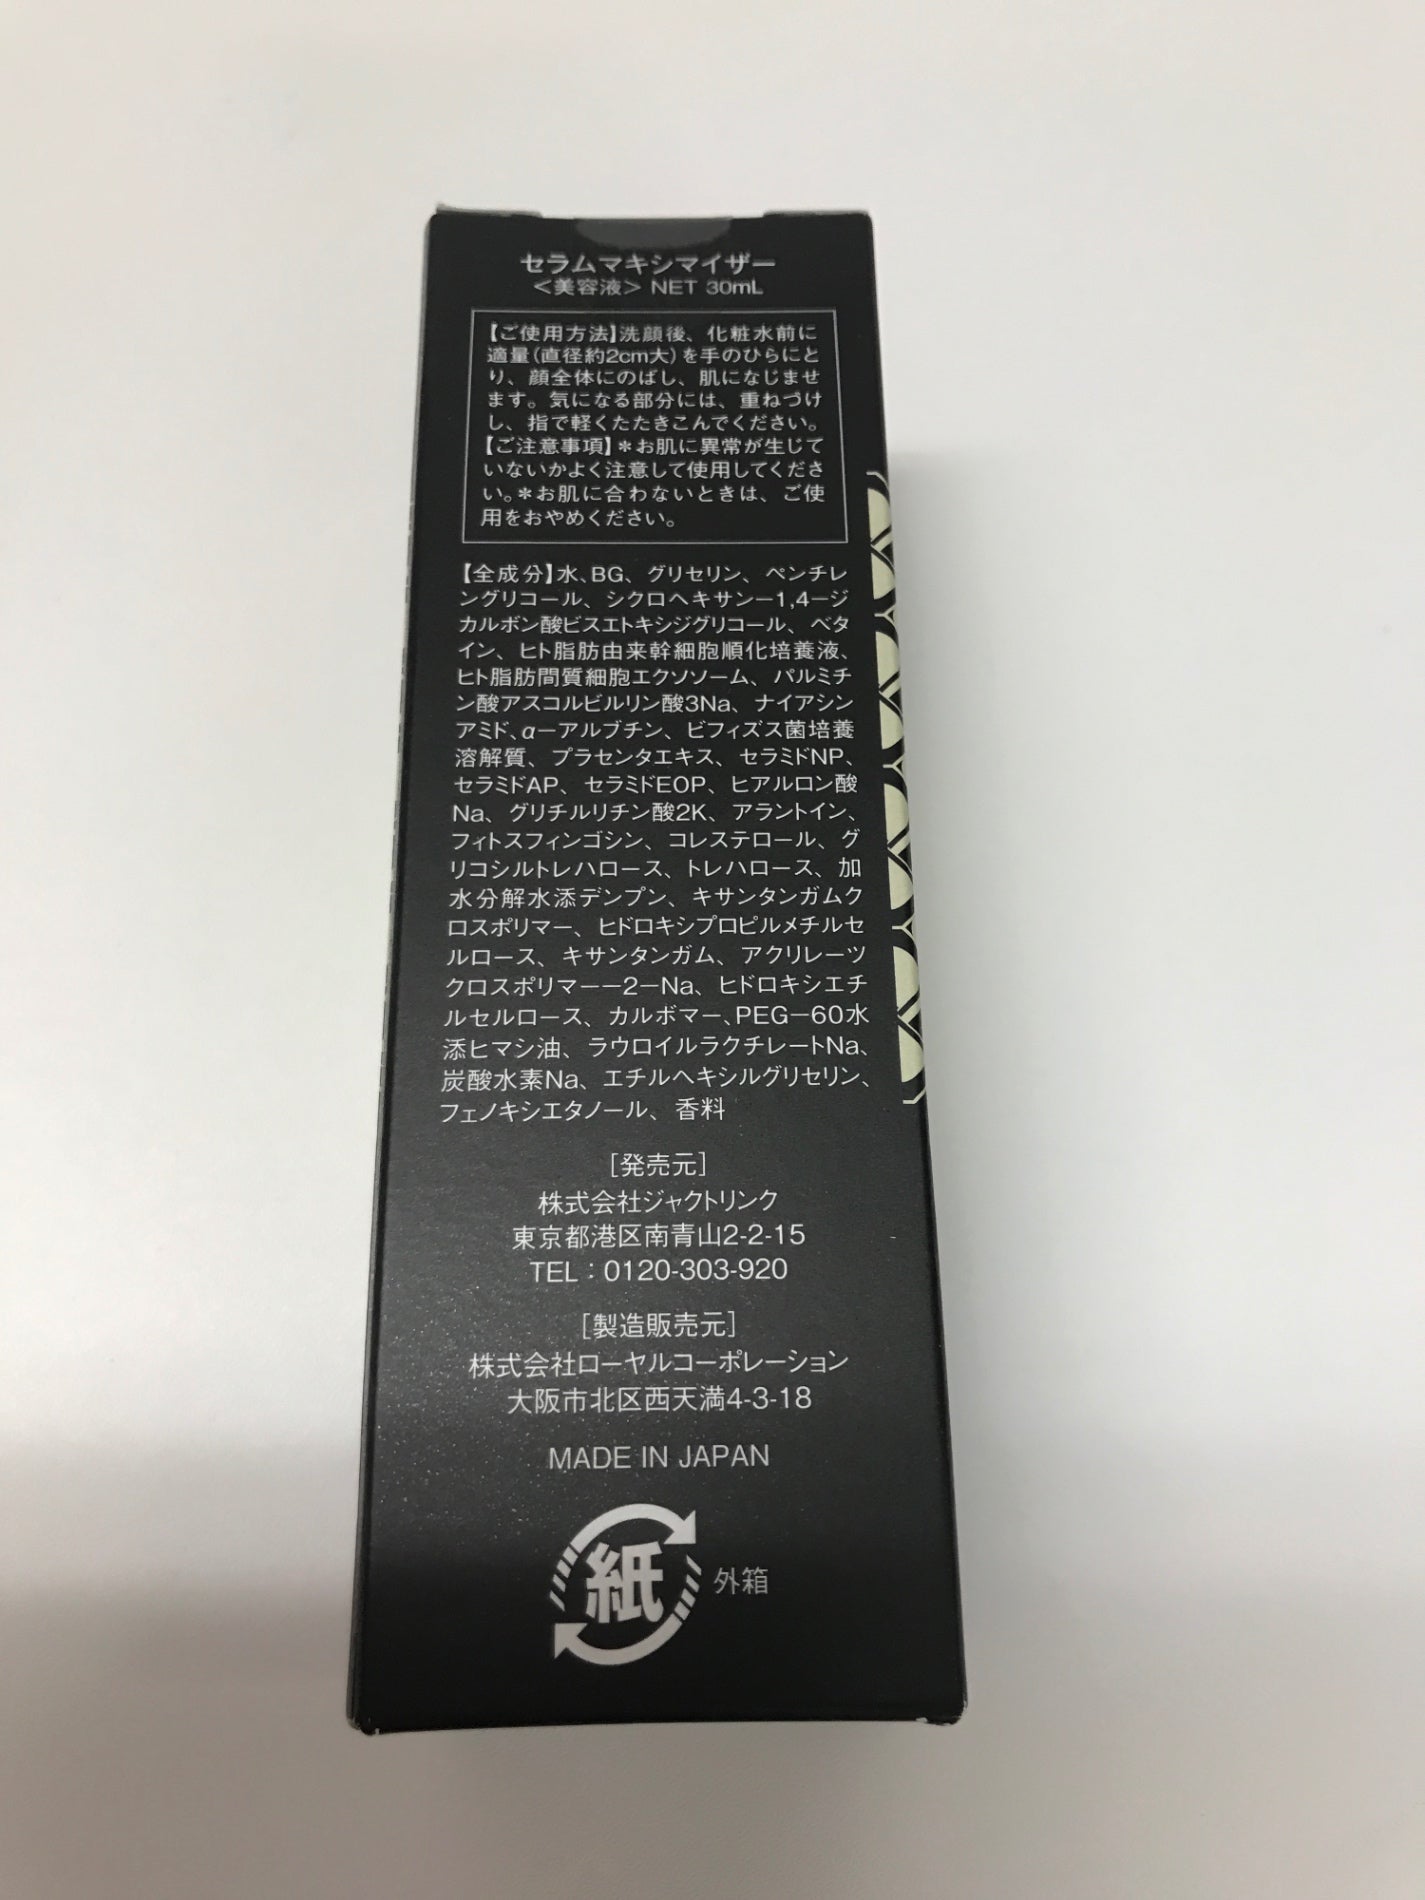 セラムマキシマイザー
<美容液> NET 30mL
【ご使用方法】洗顔後、化粧水前に
適量(直径約2cm大)を手のひらにと
り、顔全体にのばし、肌になじませ
ます。気になる部分には、重ねづけ
し、指で軽くたたきこんでください。
【ご注意事項】＊お肌に異常が生じて
いないかよく注意して使用してくださ
い。＊お肌に合わないときは、ご使
用をおやめください。
【全成分】水、BG、グリセリン、ペンチレ
ングリコール、シクロヘキサン－1,4－ジ
カルボン酸ビスエトキシジグリコール、ベタ
イン、ヒト脂肪由来幹細胞順化培養液、
ヒト脂肪間質細胞エクソソーム、パルミチ
ン酸アスコルビルリン酸3Na、ナイアシン
アミド、α－アルブチン、ビフィズス菌培養
溶解質、プラセンタエキス、セラミドNP、
セラミドAP、セラミドEOP、ヒアルロン酸
Na、グリチルリチン酸2K、アラントイン、
フィトスフィンゴシン、コレステロール、グ
リコシルトレハロース、トレハロース、加
水分解水添デンプン、キサンタンガムク
ロスポリマー、ヒドロキシプロピルメチルセ
ルロース、キサンタンガム、アクリレーツ
クロスポリマー－2－Na、ヒドロキシエチ
ルセルロース、カルボマー、PEG－60水
添ヒマシ油、ラウロイルラクチレートNa、
炭酸水素Na、エチルヘキシルグリセリン、
フェノキシエタノール、香料
[発売元]
株式会社ジャクトリンク
東京都港区南青山2-2-15
TEL：0120-303-920
[製造販売元]
株式会社ローヤルコーポレーション
大阪市北区西天満4-3-18
MADE IN JAPAN
紙 外箱